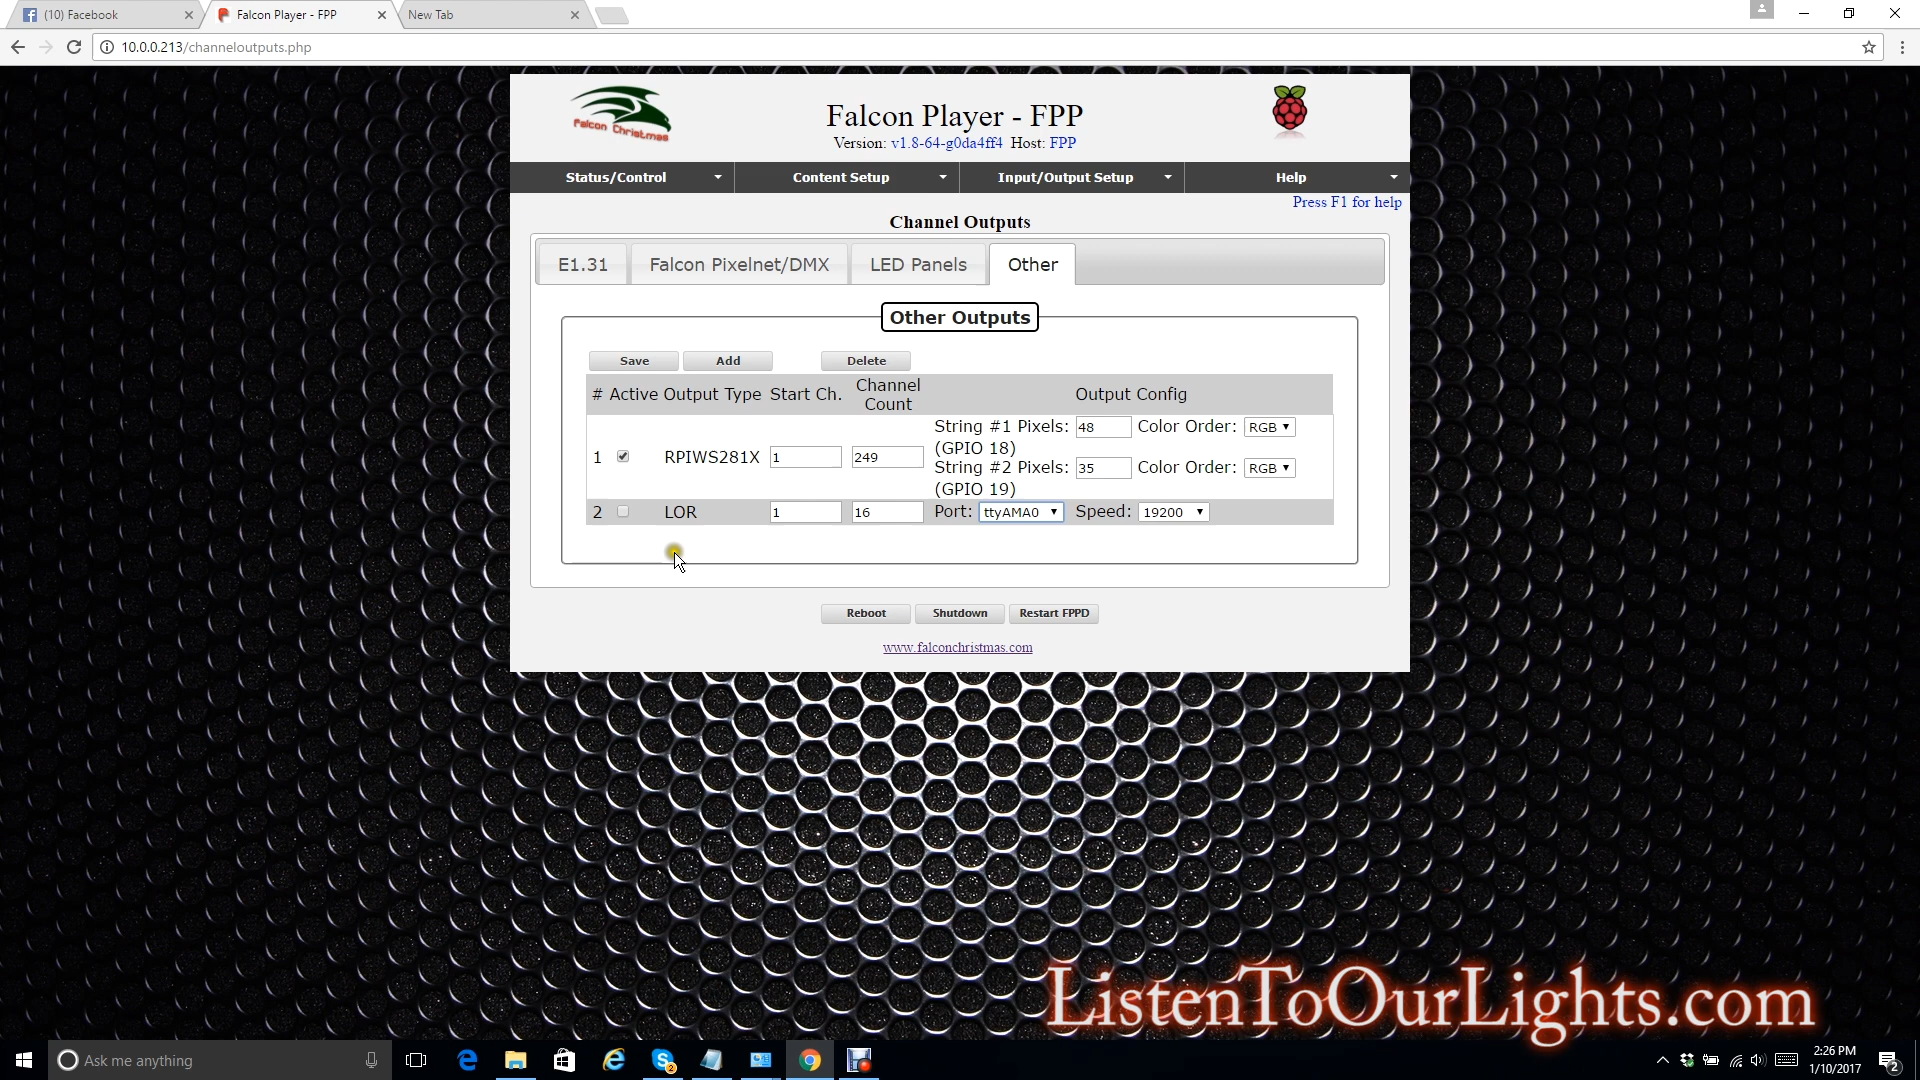 (10) Facebook
Falcon Player - FPP
New Tab
10.0.0.213/channeloutputs.php
Falcon Christmas
Falcon Player - FPP
Version: v1.8-64-g0da4ff4 Host: FPP
Status/Control
Content Setup
Input/Output Setup
Help
Press F1 for help
Channel Outputs
E1.31
Falcon Pixelnet/DMX
LED Panels
Other
Other Outputs
Save
Add
Delete
# Active Output Type Start Ch. Channel Count Output Config
1 RPIWS281X 1 249
String #1 Pixels: 48 Color Order: RGB
(GPIO 18)
String #2 Pixels: 35 Color Order: RGB
(GPIO 19)
2 LOR 1 16 Port: ttyAMA0 Speed: 19200
Reboot
Shutdown
Restart FPPD
www.falconchristmas.com
ListenToOurLights.com
Ask me anything
2
2:26 PM
1/10/2017
2